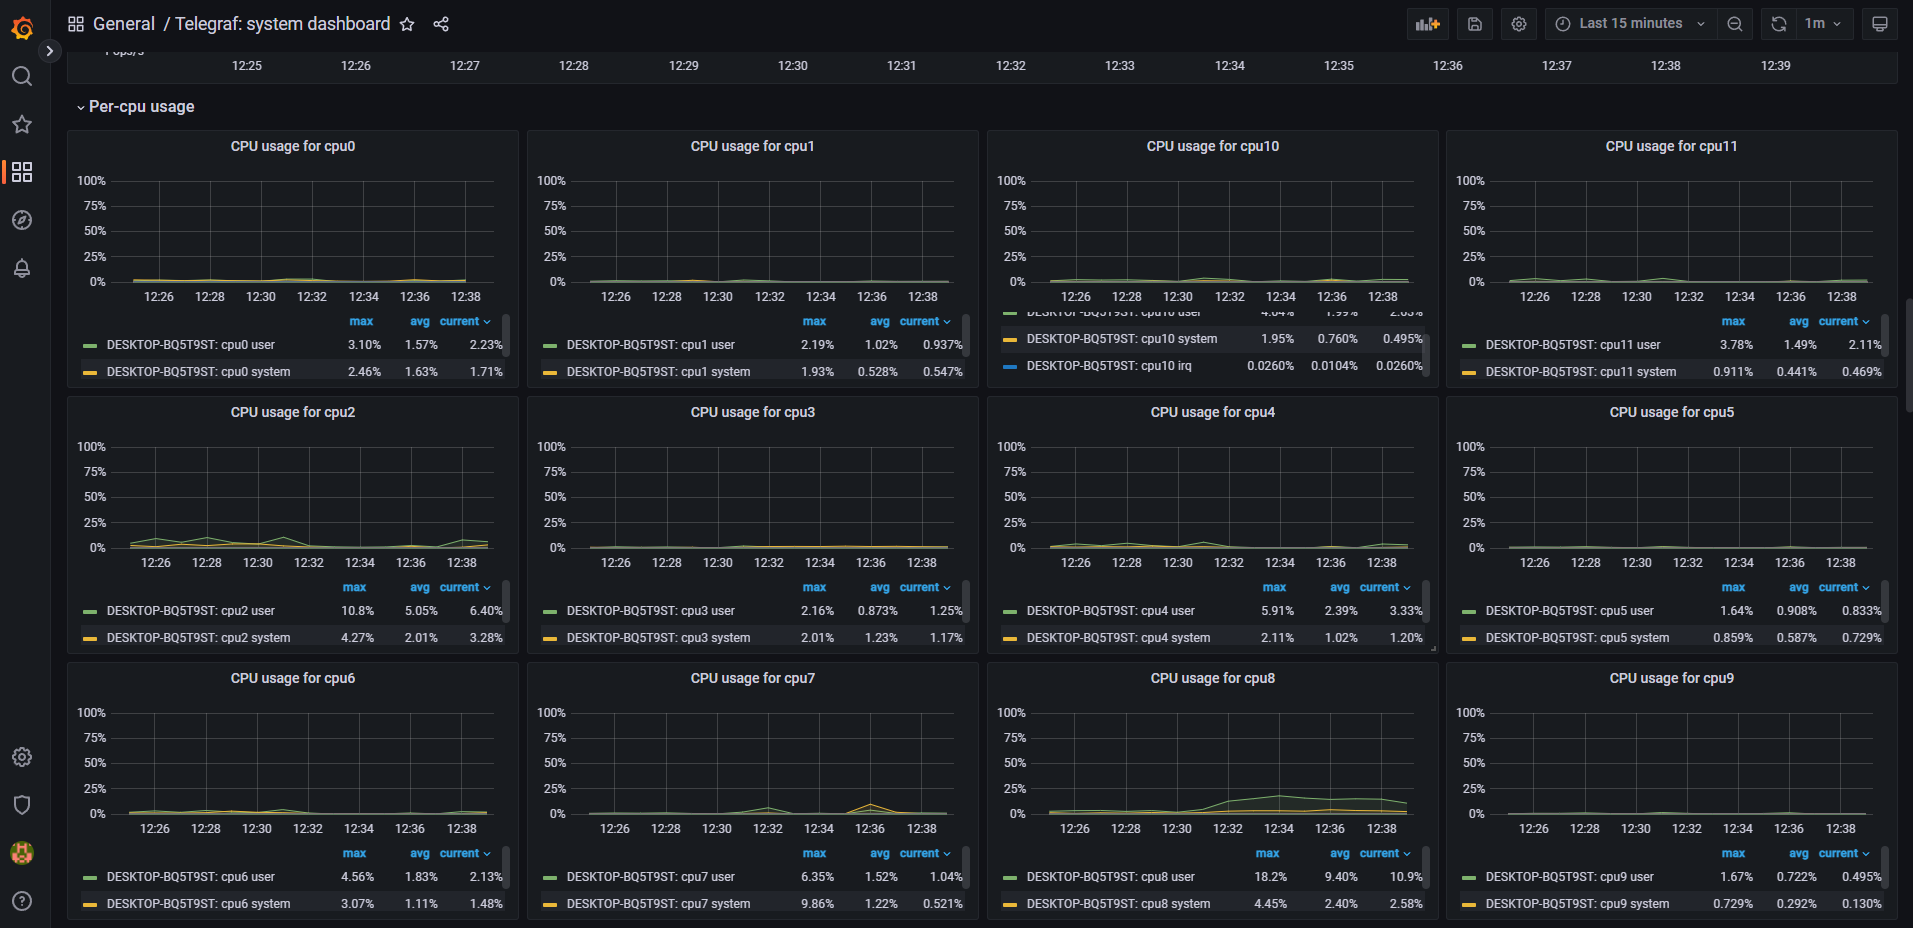 General / Telegraf: system dashboard
Last 15 minutes
1m
12:25 12:26 12:27 12:28 12:29 12:30 12:31 12:32 12:33 12:34 12:35 12:36 12:37 12:38 12:39
Per-cpu usage
CPU usage for cpu0
100%
75%
50%
25%
0%
12:26 12:28 12:30 12:32 12:34 12:36 12:38
max avg current
DESKTOP-BQ5T9ST: cpu0 user 3.10% 1.57% 2.23%
DESKTOP-BQ5T9ST: cpu0 system 2.46% 1.63% 1.71%
CPU usage for cpu1
100%
75%
50%
25%
0%
12:26 12:28 12:30 12:32 12:34 12:36 12:38
max avg current
DESKTOP-BQ5T9ST: cpu1 user 2.19% 1.02% 0.937%
DESKTOP-BQ5T9ST: cpu1 system 1.93% 0.528% 0.547%
CPU usage for cpu10
100%
75%
50%
25%
0%
12:26 12:28 12:30 12:32 12:34 12:36 12:38
DESKTOP-BQ5T9ST: cpu10 user
DESKTOP-BQ5T9ST: cpu10 system 1.95% 0.760% 0.495%
DESKTOP-BQ5T9ST: cpu10 irq 0.0260% 0.0104% 0.0260%
CPU usage for cpu11
100%
75%
50%
25%
0%
12:26 12:28 12:30 12:32 12:34 12:36 12:38
max avg current
DESKTOP-BQ5T9ST: cpu11 user 3.78% 1.49% 2.11%
DESKTOP-BQ5T9ST: cpu11 system 0.911% 0.441% 0.469%
CPU usage for cpu2
100%
75%
50%
25%
0%
12:26 12:28 12:30 12:32 12:34 12:36 12:38
max avg current
DESKTOP-BQ5T9ST: cpu2 user 10.8% 5.05% 6.40%
DESKTOP-BQ5T9ST: cpu2 system 4.27% 2.01% 3.28%
CPU usage for cpu3
100%
75%
50%
25%
0%
12:26 12:28 12:30 12:32 12:34 12:36 12:38
max avg current
DESKTOP-BQ5T9ST: cpu3 user 2.16% 0.873% 1.25%
DESKTOP-BQ5T9ST: cpu3 system 2.01% 1.23% 1.17%
CPU usage for cpu4
100%
75%
50%
25%
0%
12:26 12:28 12:30 12:32 12:34 12:36 12:38
max avg current
DESKTOP-BQ5T9ST: cpu4 user 5.91% 2.39% 3.33%
DESKTOP-BQ5T9ST: cpu4 system 2.11% 1.02% 1.20%
CPU usage for cpu5
100%
75%
50%
25%
0%
12:26 12:28 12:30 12:32 12:34 12:36 12:38
max avg current
DESKTOP-BQ5T9ST: cpu5 user 1.64% 0.908% 0.833%
DESKTOP-BQ5T9ST: cpu5 system 0.859% 0.587% 0.729%
CPU usage for cpu6
100%
75%
50%
25%
0%
12:26 12:28 12:30 12:32 12:34 12:36 12:38
max avg current
DESKTOP-BQ5T9ST: cpu6 user 4.56% 1.83% 2.13%
DESKTOP-BQ5T9ST: cpu6 system 3.07% 1.11% 1.48%
CPU usage for cpu7
100%
75%
50%
25%
0%
12:26 12:28 12:30 12:32 12:34 12:36 12:38
max avg current
DESKTOP-BQ5T9ST: cpu7 user 6.35% 1.52% 1.04%
DESKTOP-BQ5T9ST: cpu7 system 9.86% 1.22% 0.521%
CPU usage for cpu8
100%
75%
50%
25%
0%
12:26 12:28 12:30 12:32 12:34 12:36 12:38
max avg current
DESKTOP-BQ5T9ST: cpu8 user 18.2% 9.40% 10.9%
DESKTOP-BQ5T9ST: cpu8 system 4.45% 2.40% 2.58%
CPU usage for cpu9
100%
75%
50%
25%
0%
12:26 12:28 12:30 12:32 12:34 12:36 12:38
max avg current
DESKTOP-BQ5T9ST: cpu9 user 1.67% 0.722% 0.495%
DESKTOP-BQ5T9ST: cpu9 system 0.729% 0.292% 0.130%